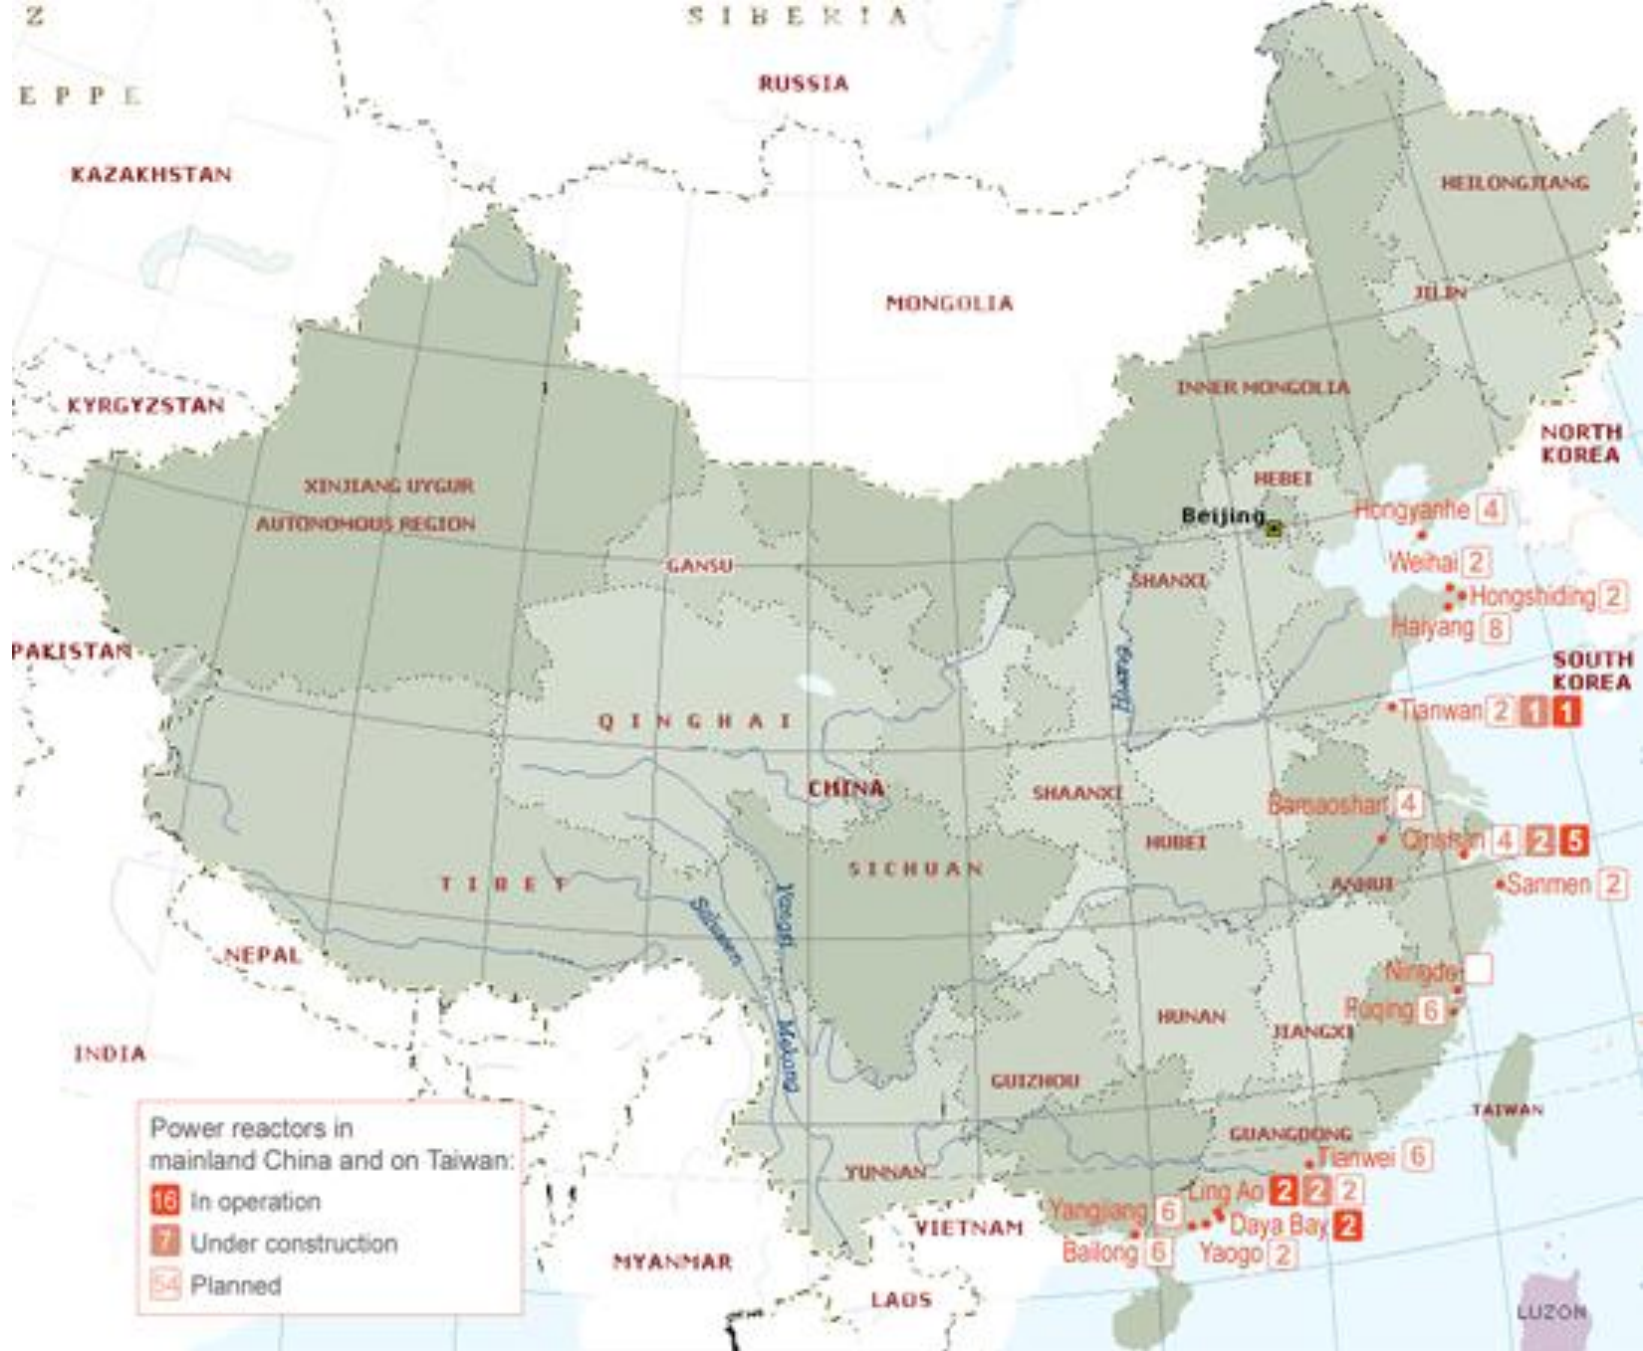 Z
SIBERIA
RUSSIA
EPPE
KAZAKHSTAN
HEILONGJIANG
MONGOLIA
JILIN
INNER MONGOLIA
KYRGYZSTAN
NORTH
KOREA
XINJIANG UYGUR
AUTONOMOUS REGION
HEBEI
Beijing
Hongyanhe 4
GANSU
SHANXI
Weihai 2
Hongshiding 2
Haiyang 8
PAKISTAN
Huang
SOUTH
KOREA
QINGHAI
Tianwan 2 1 1
CHINA
SHAANXI
4
HUBEI
Qinshan 4 2 5
SICHUAN
TIBET
ANHUI
Sanmen 2
Salween
Yangzi
NEPAL
Ningde
Fuqing 6
HUNAN
JIANGXI
INDIA
Mekong
GUIZHOU
TAIWAN
Power reactors in
mainland China and on Taiwan:
16 In operation
7 Under construction
54 Planned
GUANGDONG
Tianwei 6
YUNNAN
Ling Ao 2 2 2
Yangjiang 6
Daya Bay 2
VIETNAM
Bailong 6
Yaogo 2
MYANMAR
LAOS
LUZON